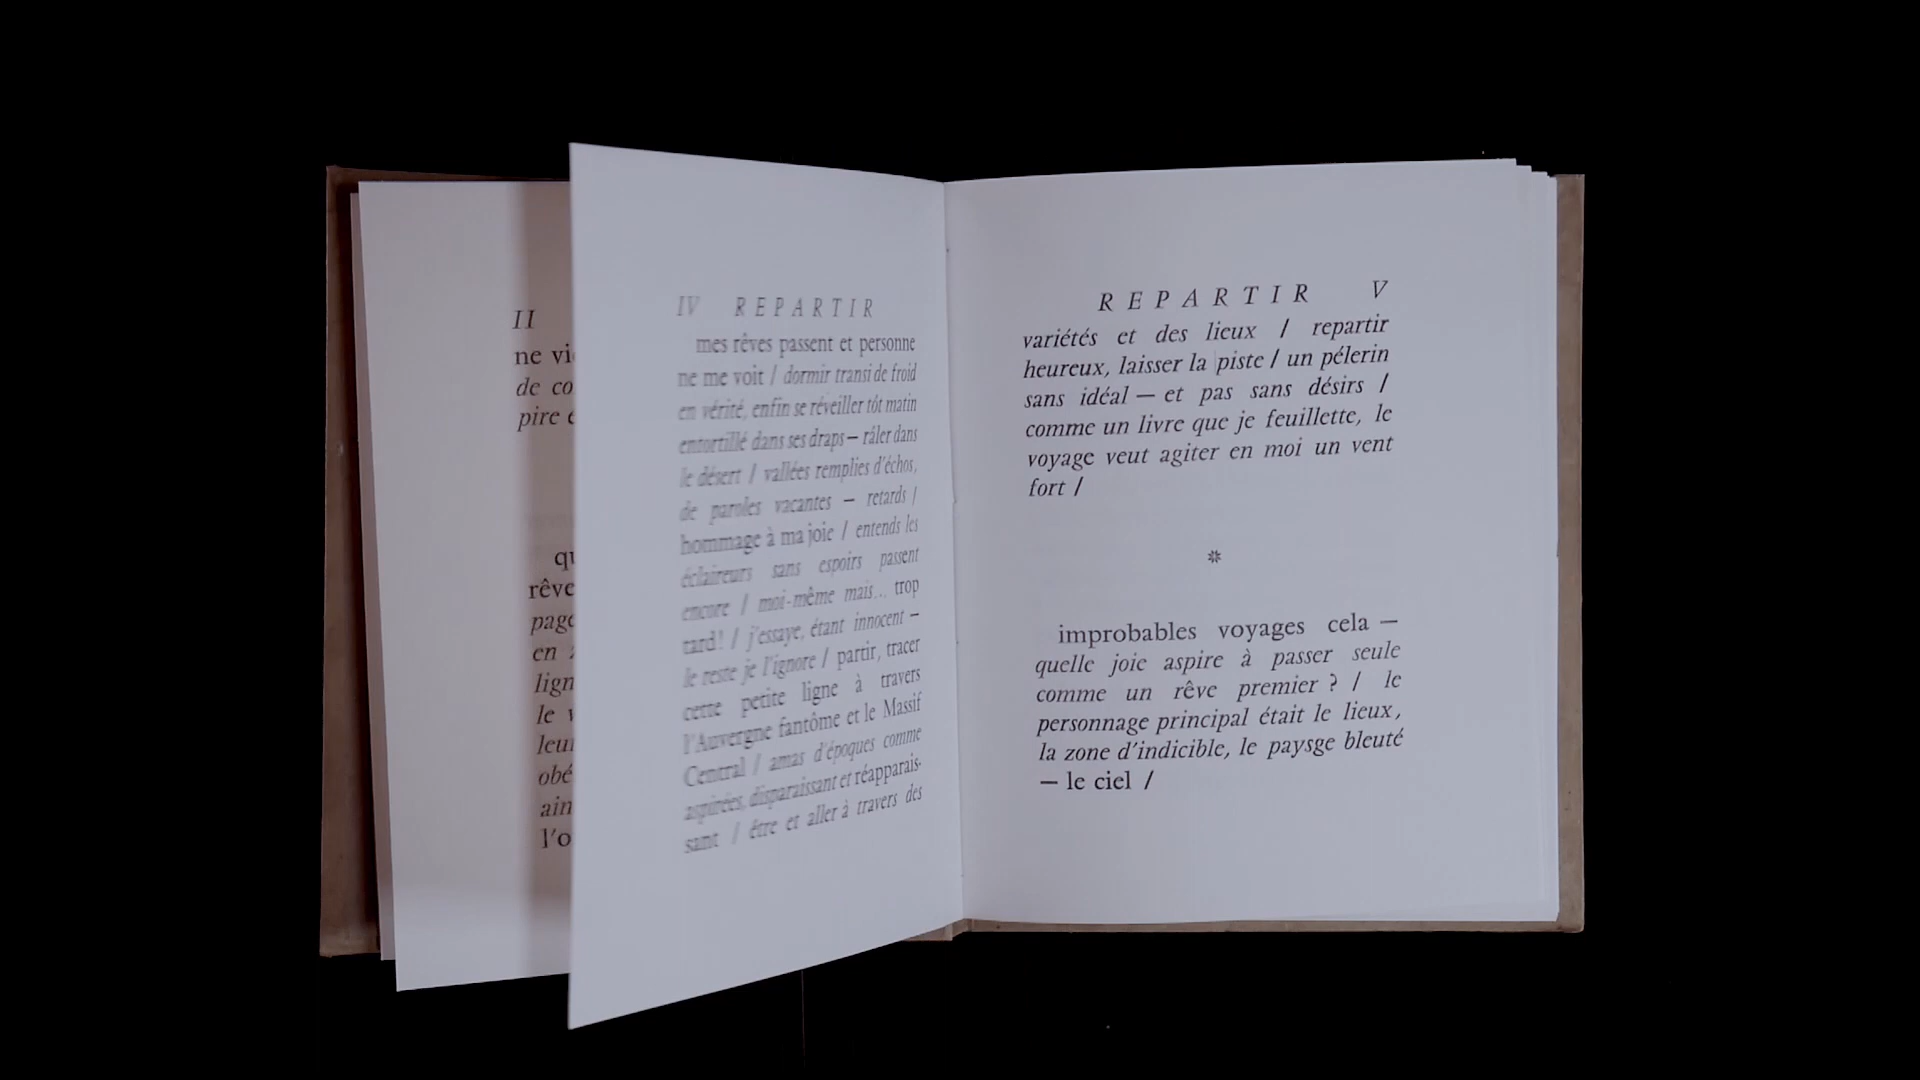 II
ne vi
de co
pire e
qu
rêve
page
en
lign
le v
leur
obé
ain
l'o
IV REPARTIR
mes rêves passent et personne
ne me voit / dormir transi de froid
en vérité, enfin se réveiller tôt matin
entortillé dans ses draps — râler dans
le désert / vallées remplies d'échos,
de paroles vacantes — retards /
hommage à ma joie / entends les
éclaireurs sans espoirs passent
encore / moi-même mais... trop
tard! / j'essaye, étant innocent —
le reste je l'ignore / partir, tracer
cette petite ligne à travers
l'Auvergne fantôme et le Massif
Central / amas d'époques comme
aspirées, disparaissant et réapparais-
sant / être et aller à travers des
REPARTIR V
variétés et des lieux / repartir
heureux, laisser la piste / un pélerin
sans idéal — et pas sans désirs /
comme un livre que je feuillette, le
voyage veut agiter en moi un vent
fort /
*
improbables voyages cela —
quelle joie aspire à passer seule
comme un rêve premier ? / le
personnage principal était le lieux,
la zone d'indicible, le paysge bleuté
— le ciel /